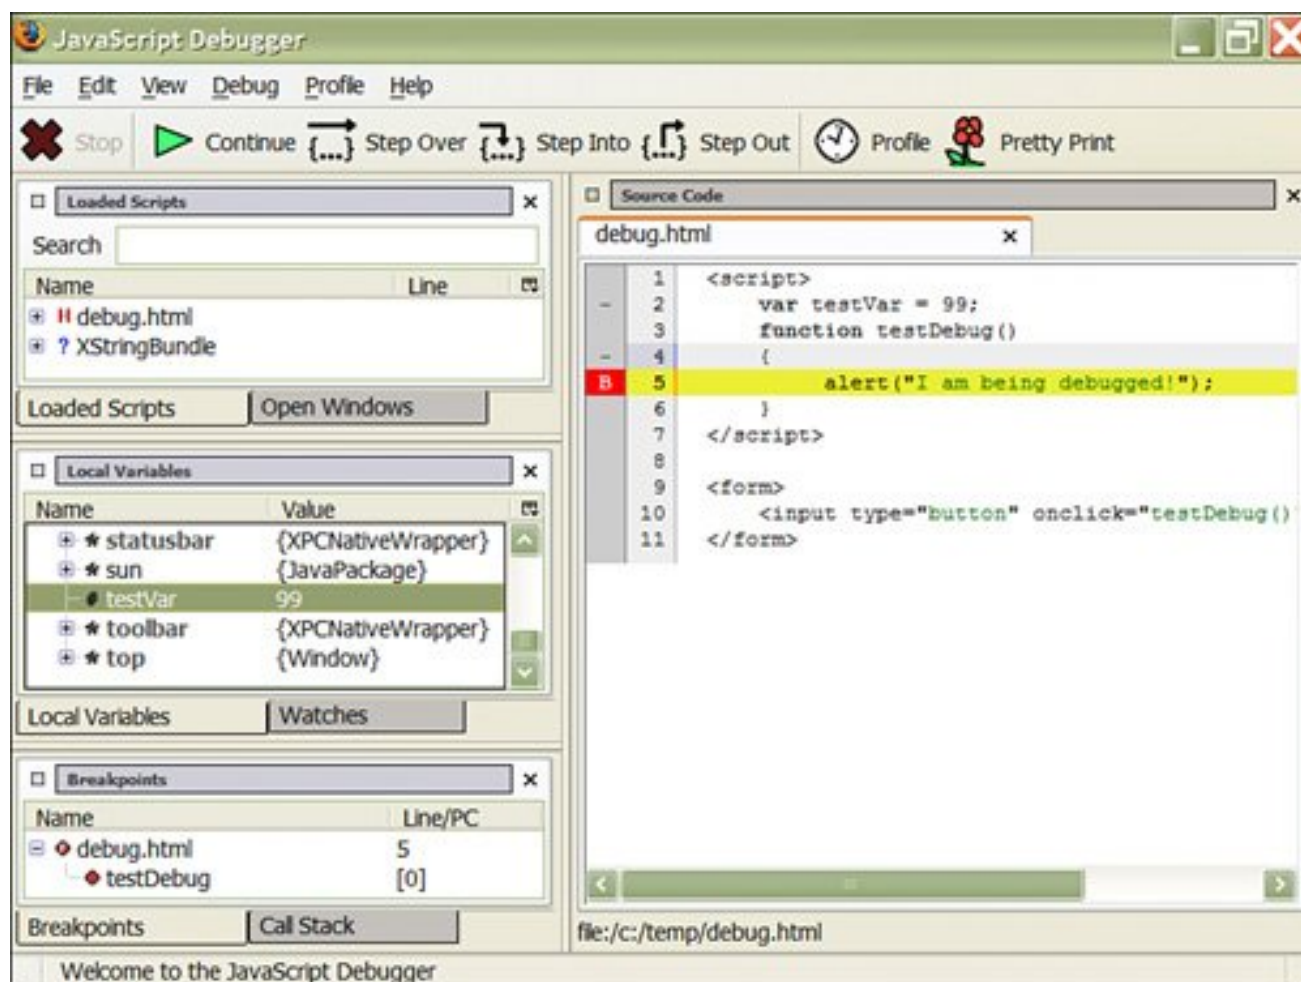 JavaScript Debugger
File Edit View Debug Profile Help
Stop Continue {...} Step Over {...} Step Into {...} Step Out Profile Pretty Print
Loaded Scripts
Search
Name Line
debug.html
? XStringBundle
Loaded Scripts Open Windows
Local Variables
Name Value
statusbar {XPCNativeWrapper}
sun {JavaPackage}
testVar 99
toolbar {XPCNativeWrapper}
top {Window}
Local Variables Watches
Breakpoints
Name Line/PC
debug.html 5
testDebug [0]
Breakpoints Call Stack
Source Code
debug.html
1 <script>
- 2 var testVar = 99;
3 function testDebug()
- 4 {
B 5 alert("I am being debugged!");
6 }
7 </script>
8
9 <form>
10 <input type="button" onclick="testDebug()
11 </form>
file:/c:/temp/debug.html
Welcome to the JavaScript Debugger